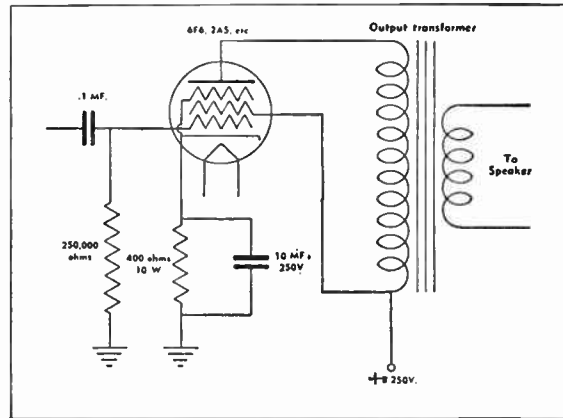 6F6, 2A5, etc
Output transformer
.1 MF.
To
Speaker
250,000
ohms
400 ohms
10 W
10 MF.
250V
250V.